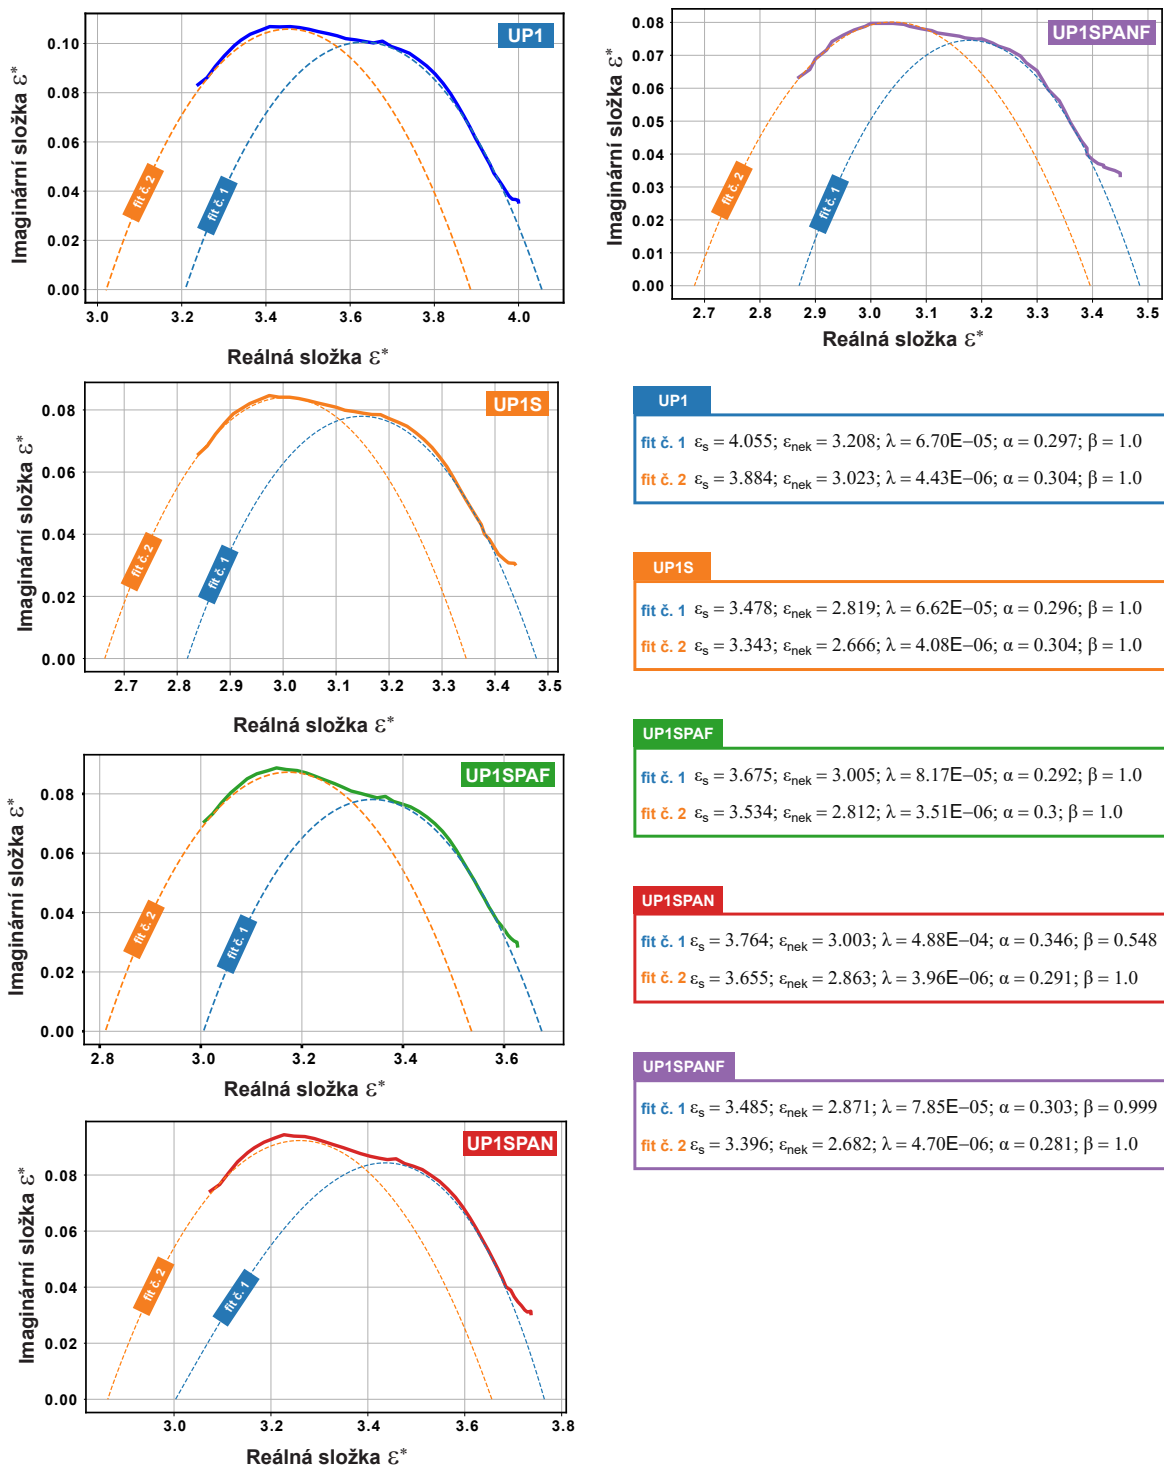 UP1
Imaginární složka ε*
0.10
0.08
0.06
0.04
0.02
0.00
fit č. 2
fit č. 1
3.0 3.2 3.4 3.6 3.8 4.0
Reálná složka ε*
UP1SPANF
Imaginární složka ε*
0.08
0.07
0.06
0.05
0.04
0.03
0.02
0.01
0.00
fit č. 2
fit č. 1
2.7 2.8 2.9 3.0 3.1 3.2 3.3 3.4 3.5
Reálná složka ε*
UP1S
Imaginární složka ε*
0.08
0.06
0.04
0.02
0.00
fit č. 2
fit č. 1
2.7 2.8 2.9 3.0 3.1 3.2 3.3 3.4 3.5
Reálná složka ε*
UP1SPAF
Imaginární složka ε*
0.08
0.06
0.04
0.02
0.00
fit č. 2
fit č. 1
2.8 3.0 3.2 3.4 3.6
Reálná složka ε*
UP1SPAN
Imaginární složka ε*
0.08
0.06
0.04
0.02
0.00
fit č. 2
fit č. 1
3.0 3.2 3.4 3.6 3.8
Reálná složka ε*
UP1
fit č. 1 εs = 4.055; εnek = 3.208; λ = 6.70E−05; α = 0.297; β = 1.0
fit č. 2 εs = 3.884; εnek = 3.023; λ = 4.43E−06; α = 0.304; β = 1.0
UP1S
fit č. 1 εs = 3.478; εnek = 2.819; λ = 6.62E−05; α = 0.296; β = 1.0
fit č. 2 εs = 3.343; εnek = 2.666; λ = 4.08E−06; α = 0.304; β = 1.0
UP1SPAF
fit č. 1 εs = 3.675; εnek = 3.005; λ = 8.17E−05; α = 0.292; β = 1.0
fit č. 2 εs = 3.534; εnek = 2.812; λ = 3.51E−06; α = 0.3; β = 1.0
UP1SPAN
fit č. 1 εs = 3.764; εnek = 3.003; λ = 4.88E−04; α = 0.346; β = 0.548
fit č. 2 εs = 3.655; εnek = 2.863; λ = 3.96E−06; α = 0.291; β = 1.0
UP1SPANF
fit č. 1 εs = 3.485; εnek = 2.871; λ = 7.85E−05; α = 0.303; β = 0.999
fit č. 2 εs = 3.396; εnek = 2.682; λ = 4.70E−06; α = 0.281; β = 1.0